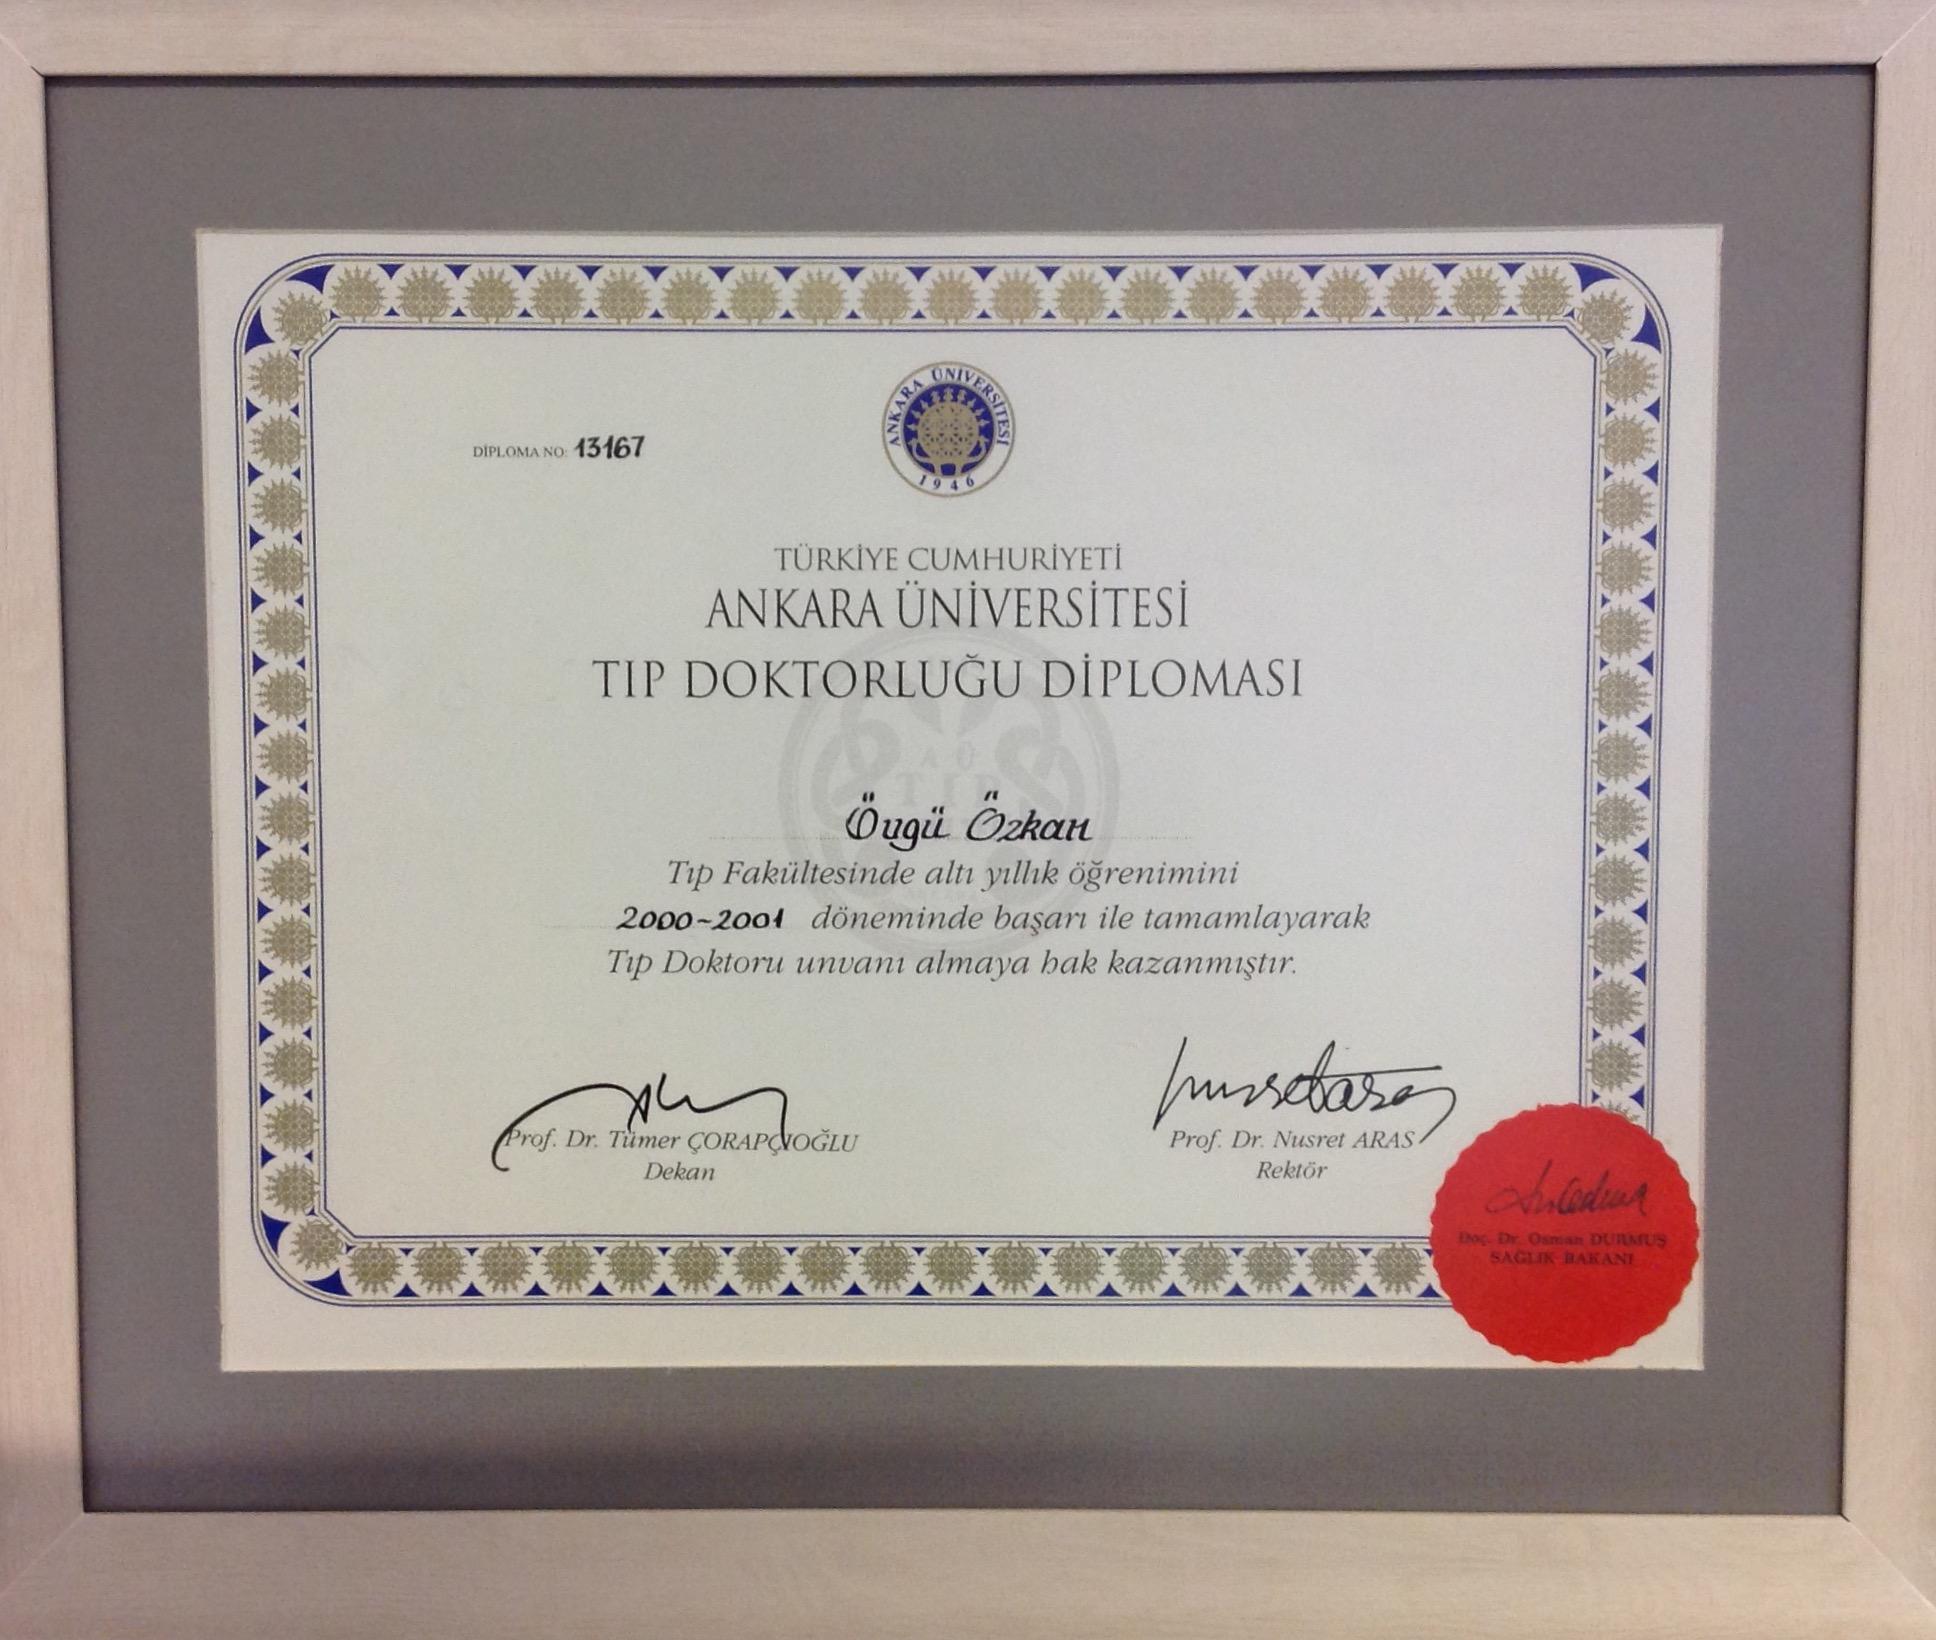 ANKARA ÜNİVERSİTESİ
1946
DİPLOMA NO: 13167
TÜRKİYE CUMHURİYETİ
ANKARA ÜNİVERSİTESİ
TIP DOKTORLUĞU DİPLOMASI
AÜ
TIP
Övgü Özkan
Tıp Fakültesinde altı yıllık öğrenimini
2000~2001 döneminde başarı ile tamamlayarak
Tıp Doktoru unvanı almaya hak kazanmıştır.
Prof. Dr. Tümer ÇORAPÇIOĞLU
Dekan
Prof. Dr. Nusret ARAS
Rektör
Doç. Dr. Osman DURMUŞ
SAĞLIK BAKANI